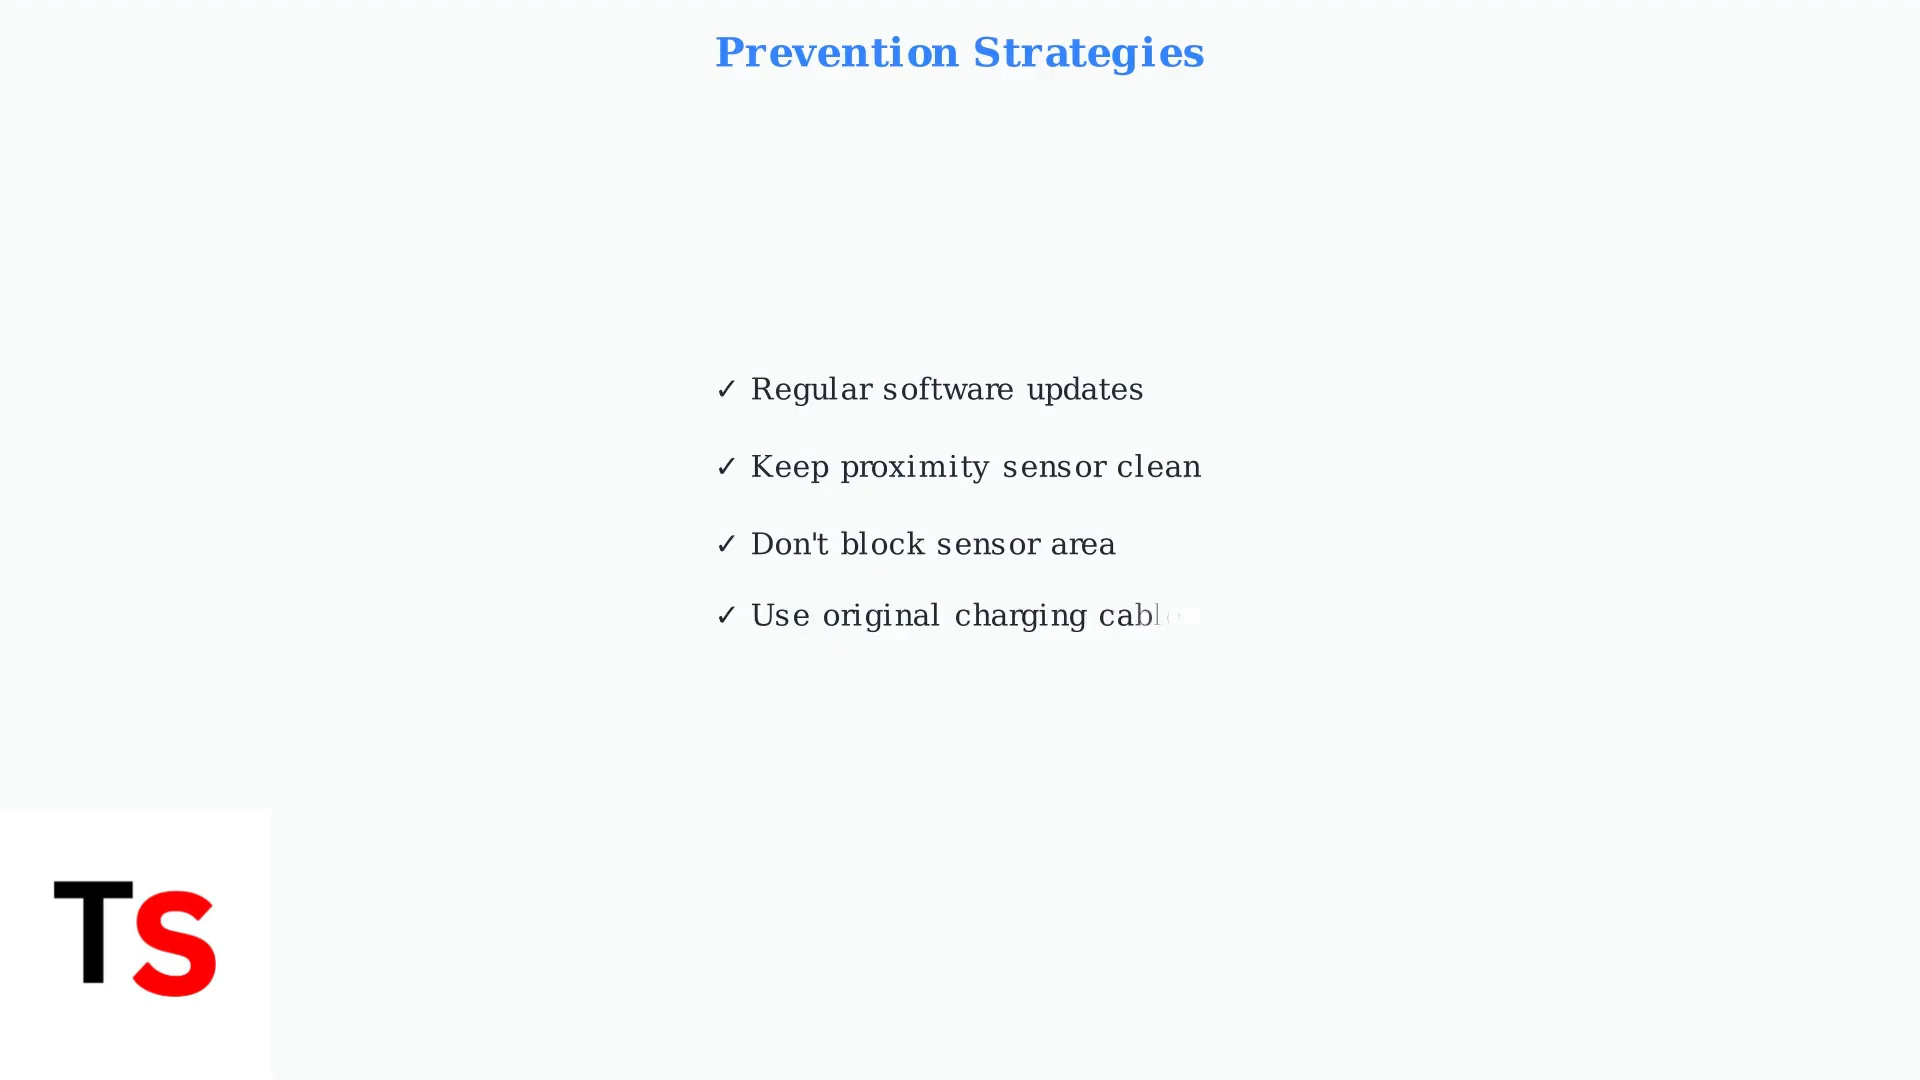 Prevention Strategies
✓ Regular software updates
✓ Keep proximity sensor clean
✓ Don't block sensor area
✓ Use original charging
TS